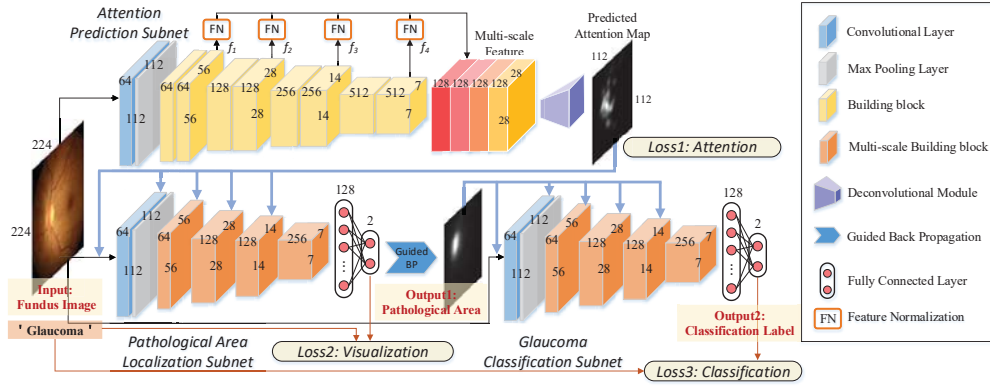 Attention
Prediction Subnet
FN
FN
FN
FN
f1
f2
f3
f4
Multi-scale
Feature
Predicted
Attention Map
112
64
112
56
64
64
56
28
128
128
28
14
256
256
14
7
512
512
7
28
128
128
128
128
28
112
112
Loss1: Attention
224
224
Input:
Fundus Image
' Glaucoma '
112
64
112
56
64
56
28
128
28
14
128
14
7
256
7
128
2
Guided
BP
Output1:
Pathological Area
112
64
112
56
64
56
28
128
28
14
128
14
7
256
7
128
2
Output2:
Classification Label
Pathological Area
Localization Subnet
Loss2: Visualization
Glaucoma
Classification Subnet
Loss3: Classification
Convolutional Layer
Max Pooling Layer
Building block
Multi-scale Building block
Deconvolutional Module
Guided Back Propagation
Fully Connected Layer
FN
Feature Normalization